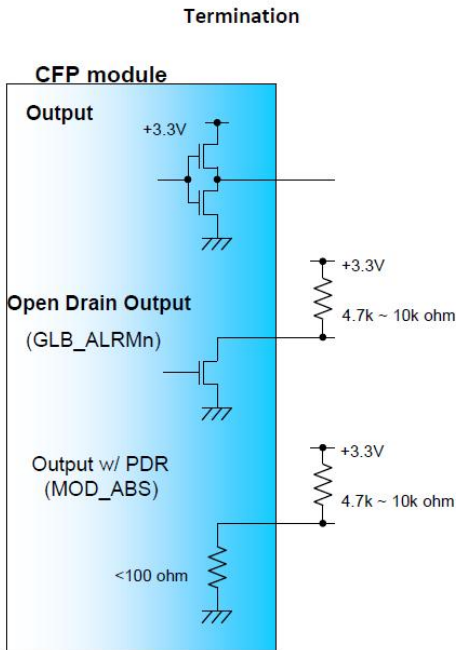 Termination
CFP module
Output
+3.3V
+3.3V
4.7k ~ 10k ohm
Open Drain Output
(GLB_ALRMn)
+3.3V
4.7k ~ 10k ohm
Output w/ PDR
(MOD_ABS)
<100 ohm